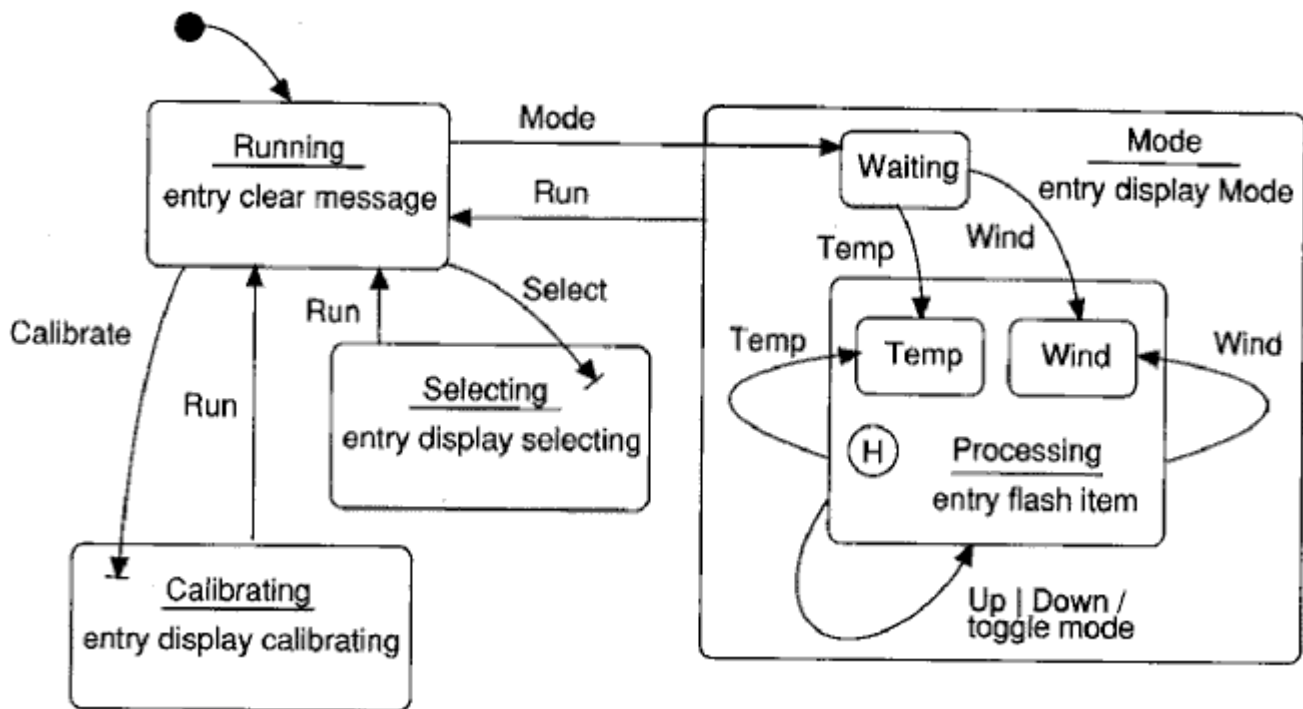 Running
entry clear message
Mode
Run
Waiting
Mode
entry display Mode
Temp
Wind
Calibrate
Run
Run
Select
Selecting
entry display selecting
Calibrating
entry display calibrating
Temp
Temp
Wind
Wind
H
Processing
entry flash item
Up | Down /
toggle mode